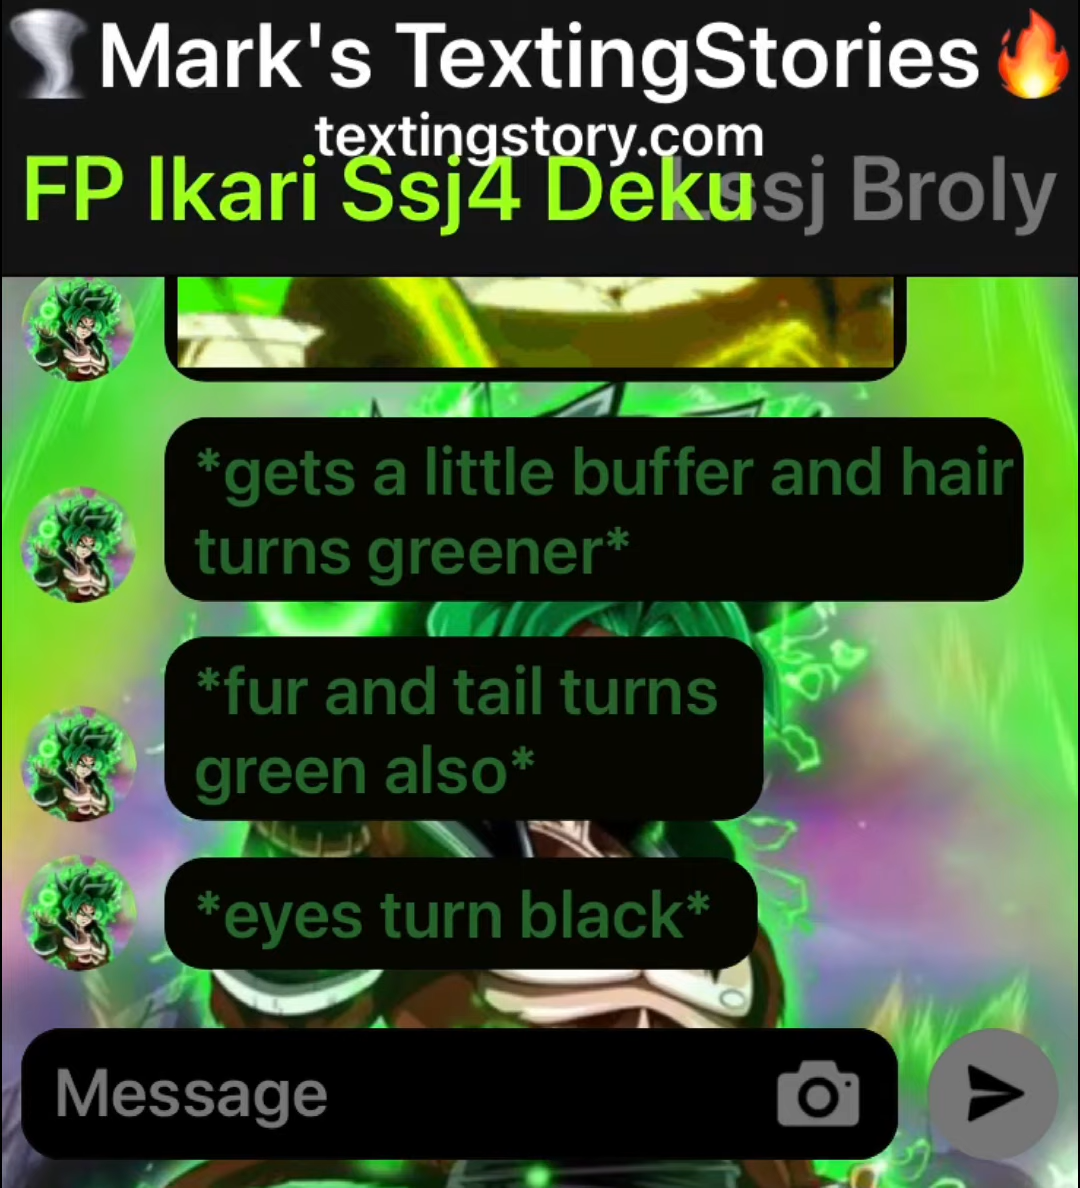 Mark's TextingStories
textingstory.com
FP Ikari Ssj4 Deku Lssj Broly
*gets a little buffer and hair
turns greener*
*fur and tail turns
green also*
*eyes turn black*
Message